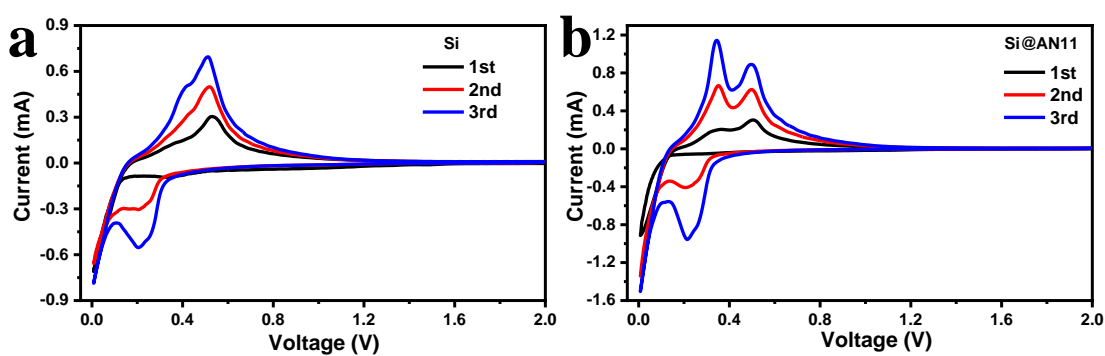 a
Si
1st
2nd
3rd
0.9
0.6
0.3
0.0
-0.3
-0.6
-0.9
Current (mA)
0.0
0.4
0.8
1.2
1.6
2.0
Voltage (V)
b
Si@AN11
1st
2nd
3rd
1.2
0.8
0.4
0.0
-0.4
-0.8
-1.2
-1.6
Current (mA)
0.0
0.4
0.8
1.2
1.6
2.0
Voltage (V)